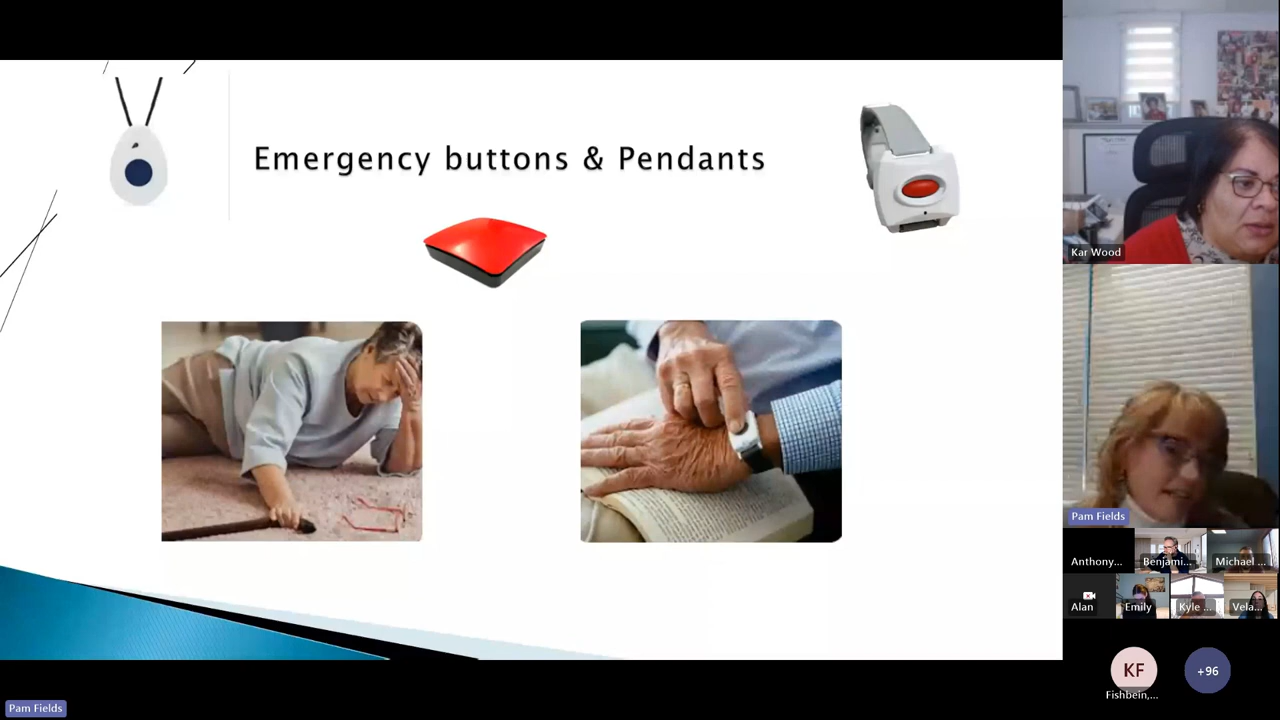 Emergency buttons & Pendants
Kar Wood
Pam Fields
Anthony...
Benjami...
Michael ...
Alan
Emily
Kyle ...
Vela...
KF
+96
Fishbein,...
Pam Fields